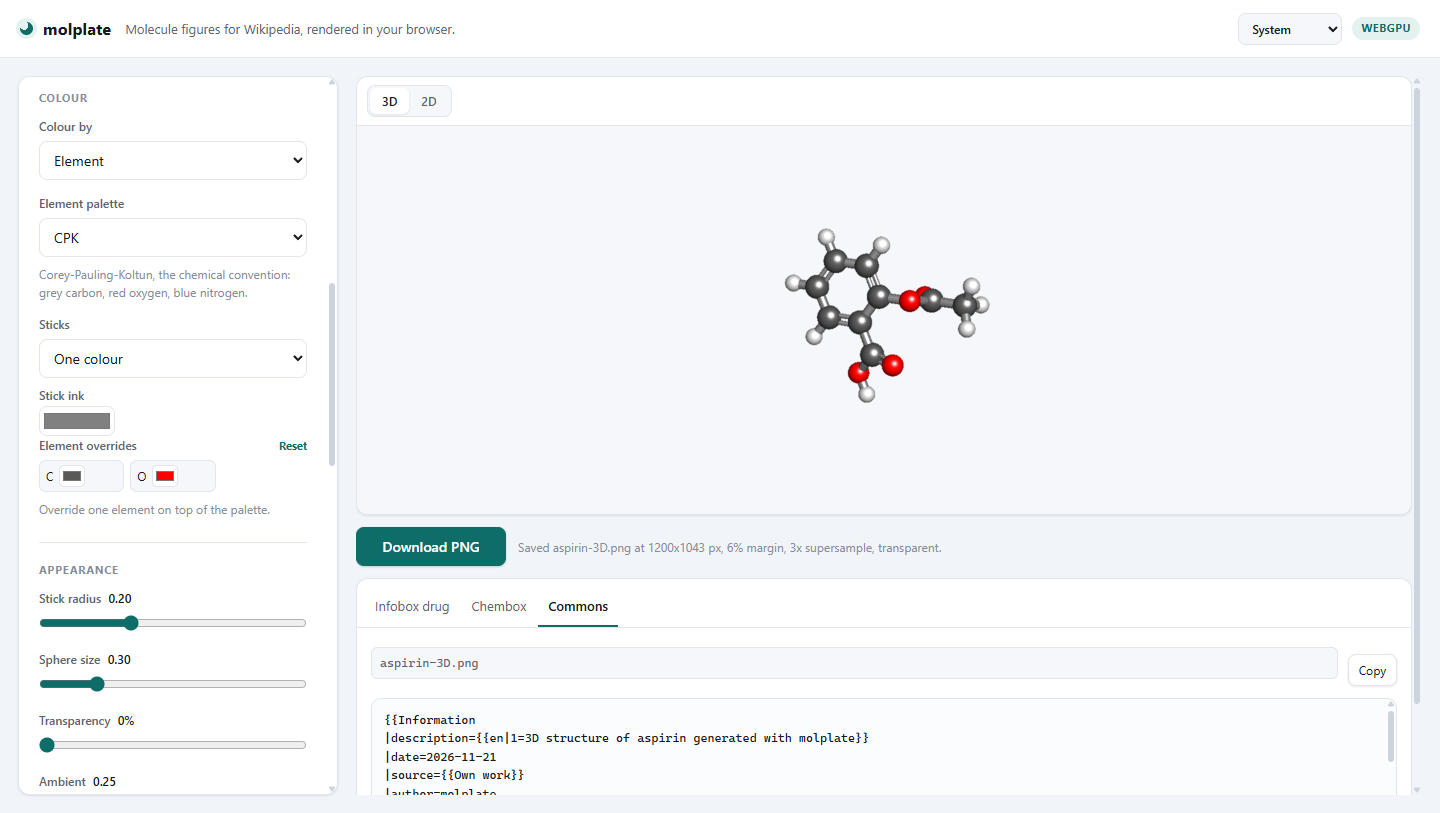 molplate
Molecule figures for Wikipedia, rendered in your browser.
System
WEBGPU
COLOUR
Colour by
Element
Element palette
CPK
Corey-Pauling-Koltun, the chemical convention:
grey carbon, red oxygen, blue nitrogen.
Sticks
One colour
Stick ink
Element overrides Reset
C O
Override one element on top of the palette.
APPEARANCE
Stick radius 0.20
Sphere size 0.30
Transparency 0%
Ambient 0.25
3D 2D
Download PNG
Saved aspirin-3D.png at 1200x1043 px, 6% margin, 3x supersample, transparent.
Infobox drug Chembox Commons
aspirin-3D.png
Copy
{{Information
|description={{en|1=3D structure of aspirin generated with molplate}}
|date=2026-11-21
|source={{Own work}}
|author=molplate